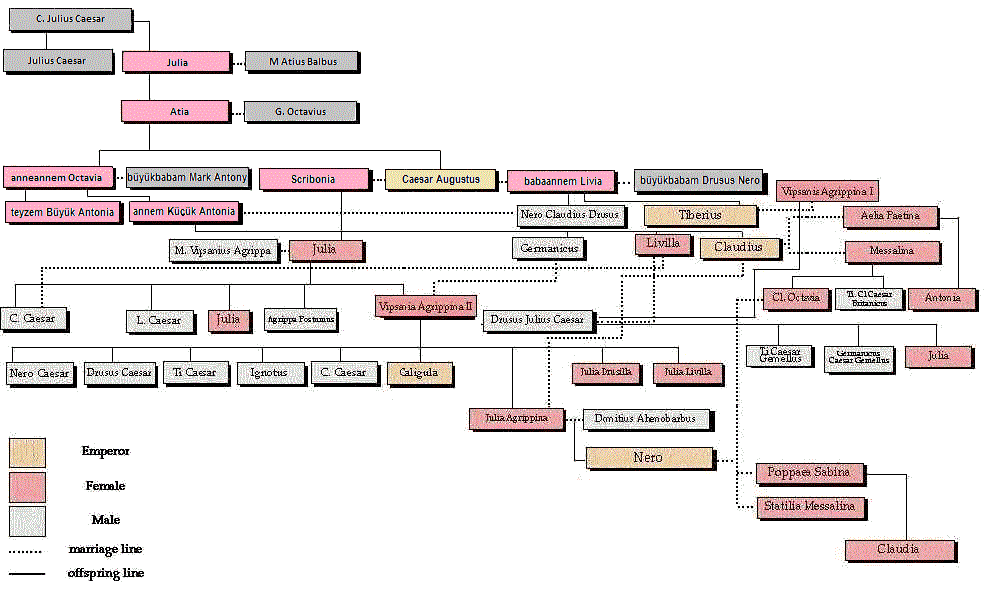 C. Julius Caesar
Julius Caesar
Julia
M Atius Balbus
Atia
G. Octavius
anneannem Octavia
büyükbabam Mark Antony
Scribonia
Caesar Augustus
babaannem Livia
büyükbabam Drusus Nero
Vipsania Agrippina I
teyzem Büyük Antonia
annem Küçük Antonia
Nero Claudius Drusus
Tiberius
Aelia Paetina
M. Vipsanius Agrippa
Julia
Germanicus
Livilla
Claudius
Messalina
C. Caesar
L. Caesar
Julia
Agrippa Postumus
Vipsania Agrippina II
Drusus Julius Caesar
Cl. Octavia
Ti. Cl Caesar
Britanicus
Antonia
Nero Caesar
Drusus Caesar
Ti Caesar
Ignotus
C. Caesar
Caligula
Julia Drusilla
Julia Livilla
Ti Caesar
Gemellus
Germanicus
Caesar Gemellus
Julia
Julia Agrippina
Domitius Ahenobarbus
Nero
Poppaea Sabina
Statilia Messalina
Claudia
Emperor
Female
Male
marriage line
offspring line